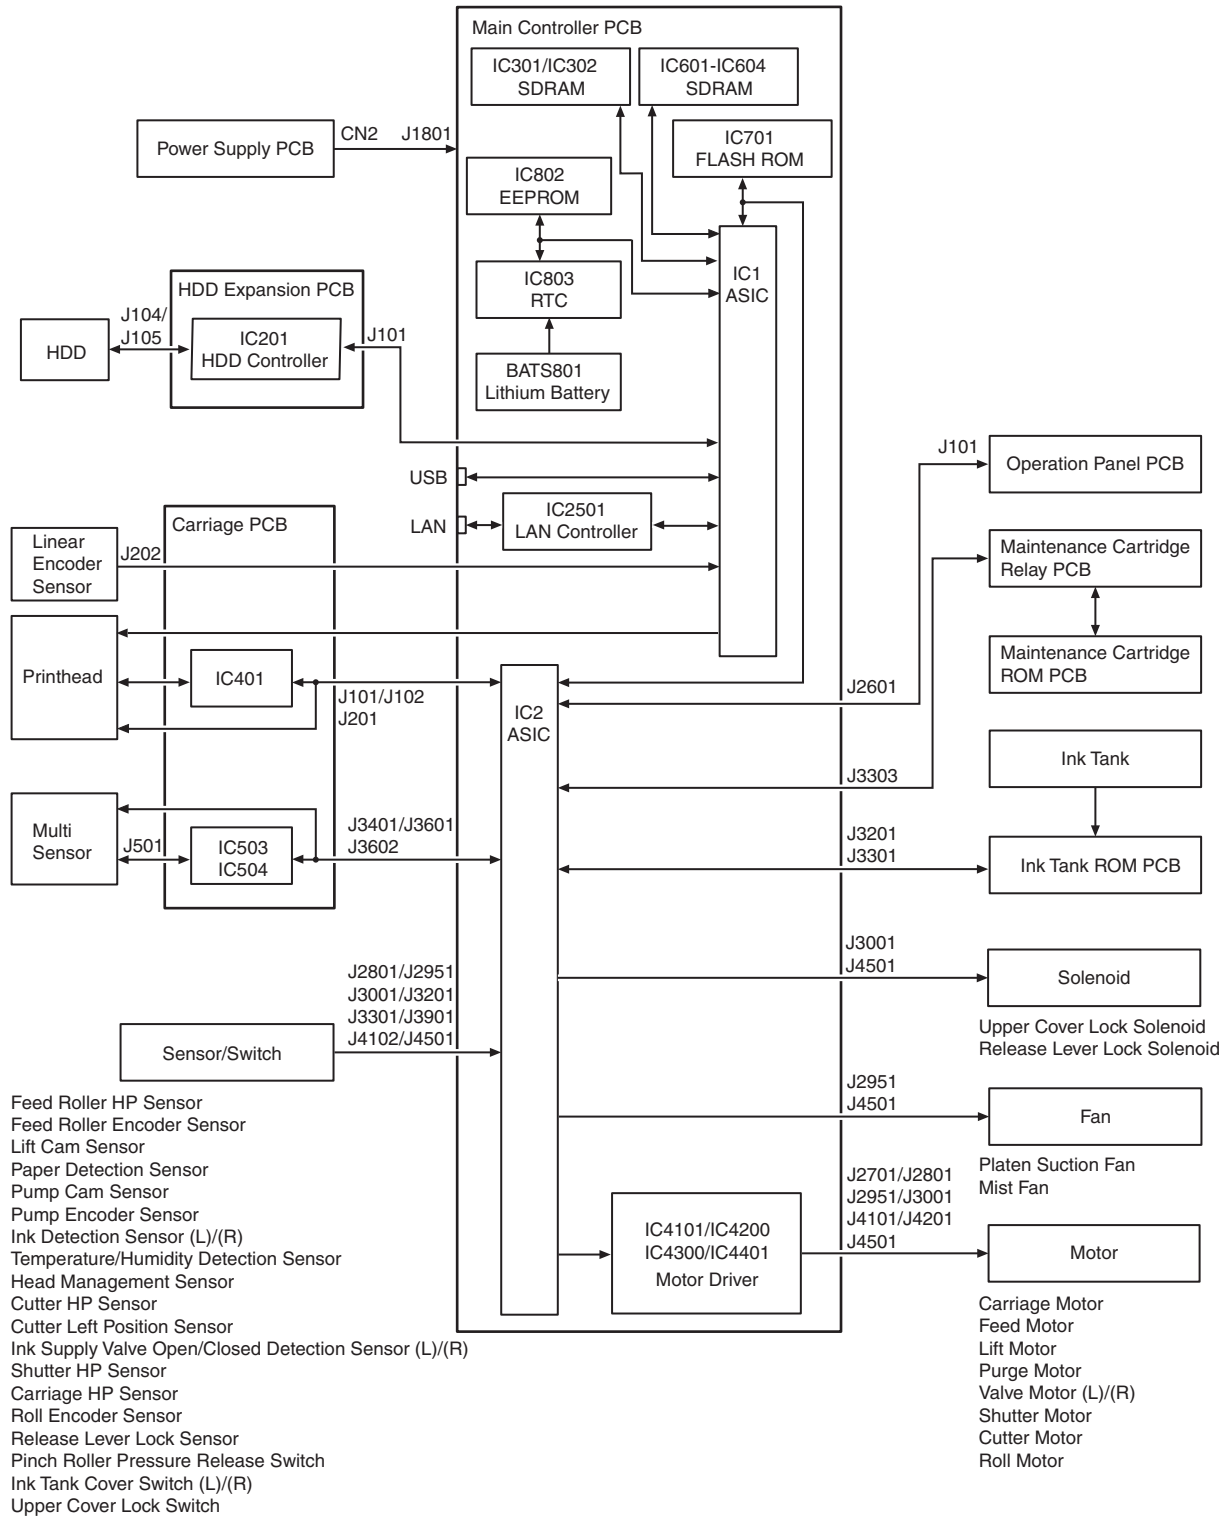 Main Controller PCB
IC301/IC302
SDRAM
IC601-IC604
SDRAM
Power Supply PCB
CN2
J1801
IC701
FLASH ROM
IC802
EEPROM
IC803
RTC
IC1
ASIC
BATS801
Lithium Battery
HDD Expansion PCB
J104/
J105
HDD
IC201
HDD Controller
J101
USB
LAN
IC2501
LAN Controller
Carriage PCB
Linear
Encoder
Sensor
J202
Printhead
IC401
J101/J102
J201
IC2
ASIC
Multi
Sensor
J501
IC503
IC504
J3401/J3601
J3602
J101
Operation Panel PCB
Maintenance Cartridge
Relay PCB
Maintenance Cartridge
ROM PCB
J2601
Ink Tank
J3303
J3201
J3301
Ink Tank ROM PCB
J3001
J4501
Solenoid
Upper Cover Lock Solenoid
Release Lever Lock Solenoid
J2951
J4501
Fan
Platen Suction Fan
Mist Fan
J2801/J2951
J3001/J3201
J3301/J3901
J4102/J4501
Sensor/Switch
IC4101/IC4200
IC4300/IC4401
Motor Driver
J2701/J2801
J2951/J3001
J4101/J4201
J4501
Motor
Feed Roller HP Sensor
Feed Roller Encoder Sensor
Lift Cam Sensor
Paper Detection Sensor
Pump Cam Sensor
Pump Encoder Sensor
Ink Detection Sensor (L)/(R)
Temperature/Humidity Detection Sensor
Head Management Sensor
Cutter HP Sensor
Cutter Left Position Sensor
Ink Supply Valve Open/Closed Detection Sensor (L)/(R)
Shutter HP Sensor
Carriage HP Sensor
Roll Encoder Sensor
Release Lever Lock Sensor
Pinch Roller Pressure Release Switch
Ink Tank Cover Switch (L)/(R)
Upper Cover Lock Switch
Carriage Motor
Feed Motor
Lift Motor
Purge Motor
Valve Motor (L)/(R)
Shutter Motor
Cutter Motor
Roll Motor